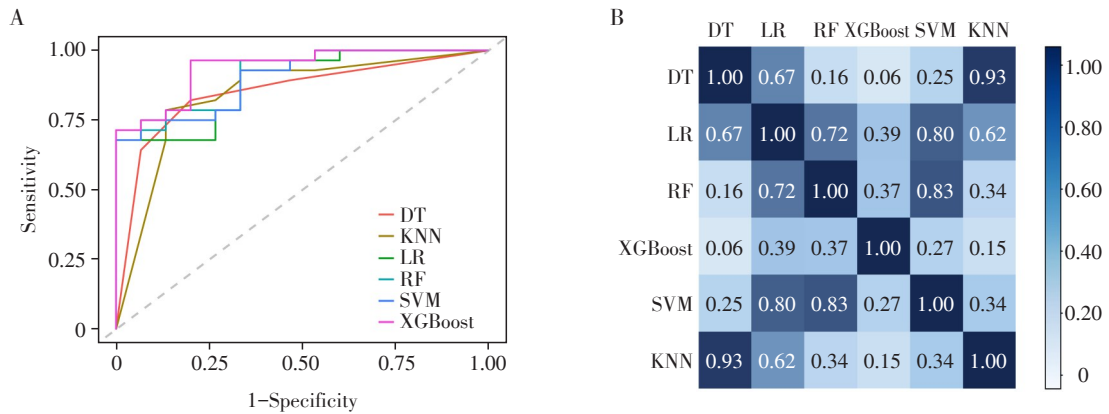 A
1.00
0.75
0.50
0.25
0
Sensitivity
DT
KNN
LR
RF
SVM
XGBoost
0 0.25 0.50 0.75 1.00
1-Specificity
B
DT LR RF XGBoost SVM KNN
DT 1.00 0.67 0.16 0.06 0.25 0.93
LR 0.67 1.00 0.72 0.39 0.80 0.62
RF 0.16 0.72 1.00 0.37 0.83 0.34
XGBoost 0.06 0.39 0.37 1.00 0.27 0.15
SVM 0.25 0.80 0.83 0.27 1.00 0.34
KNN 0.93 0.62 0.34 0.15 0.34 1.00
1.00
0.80
0.60
0.40
0.20
0